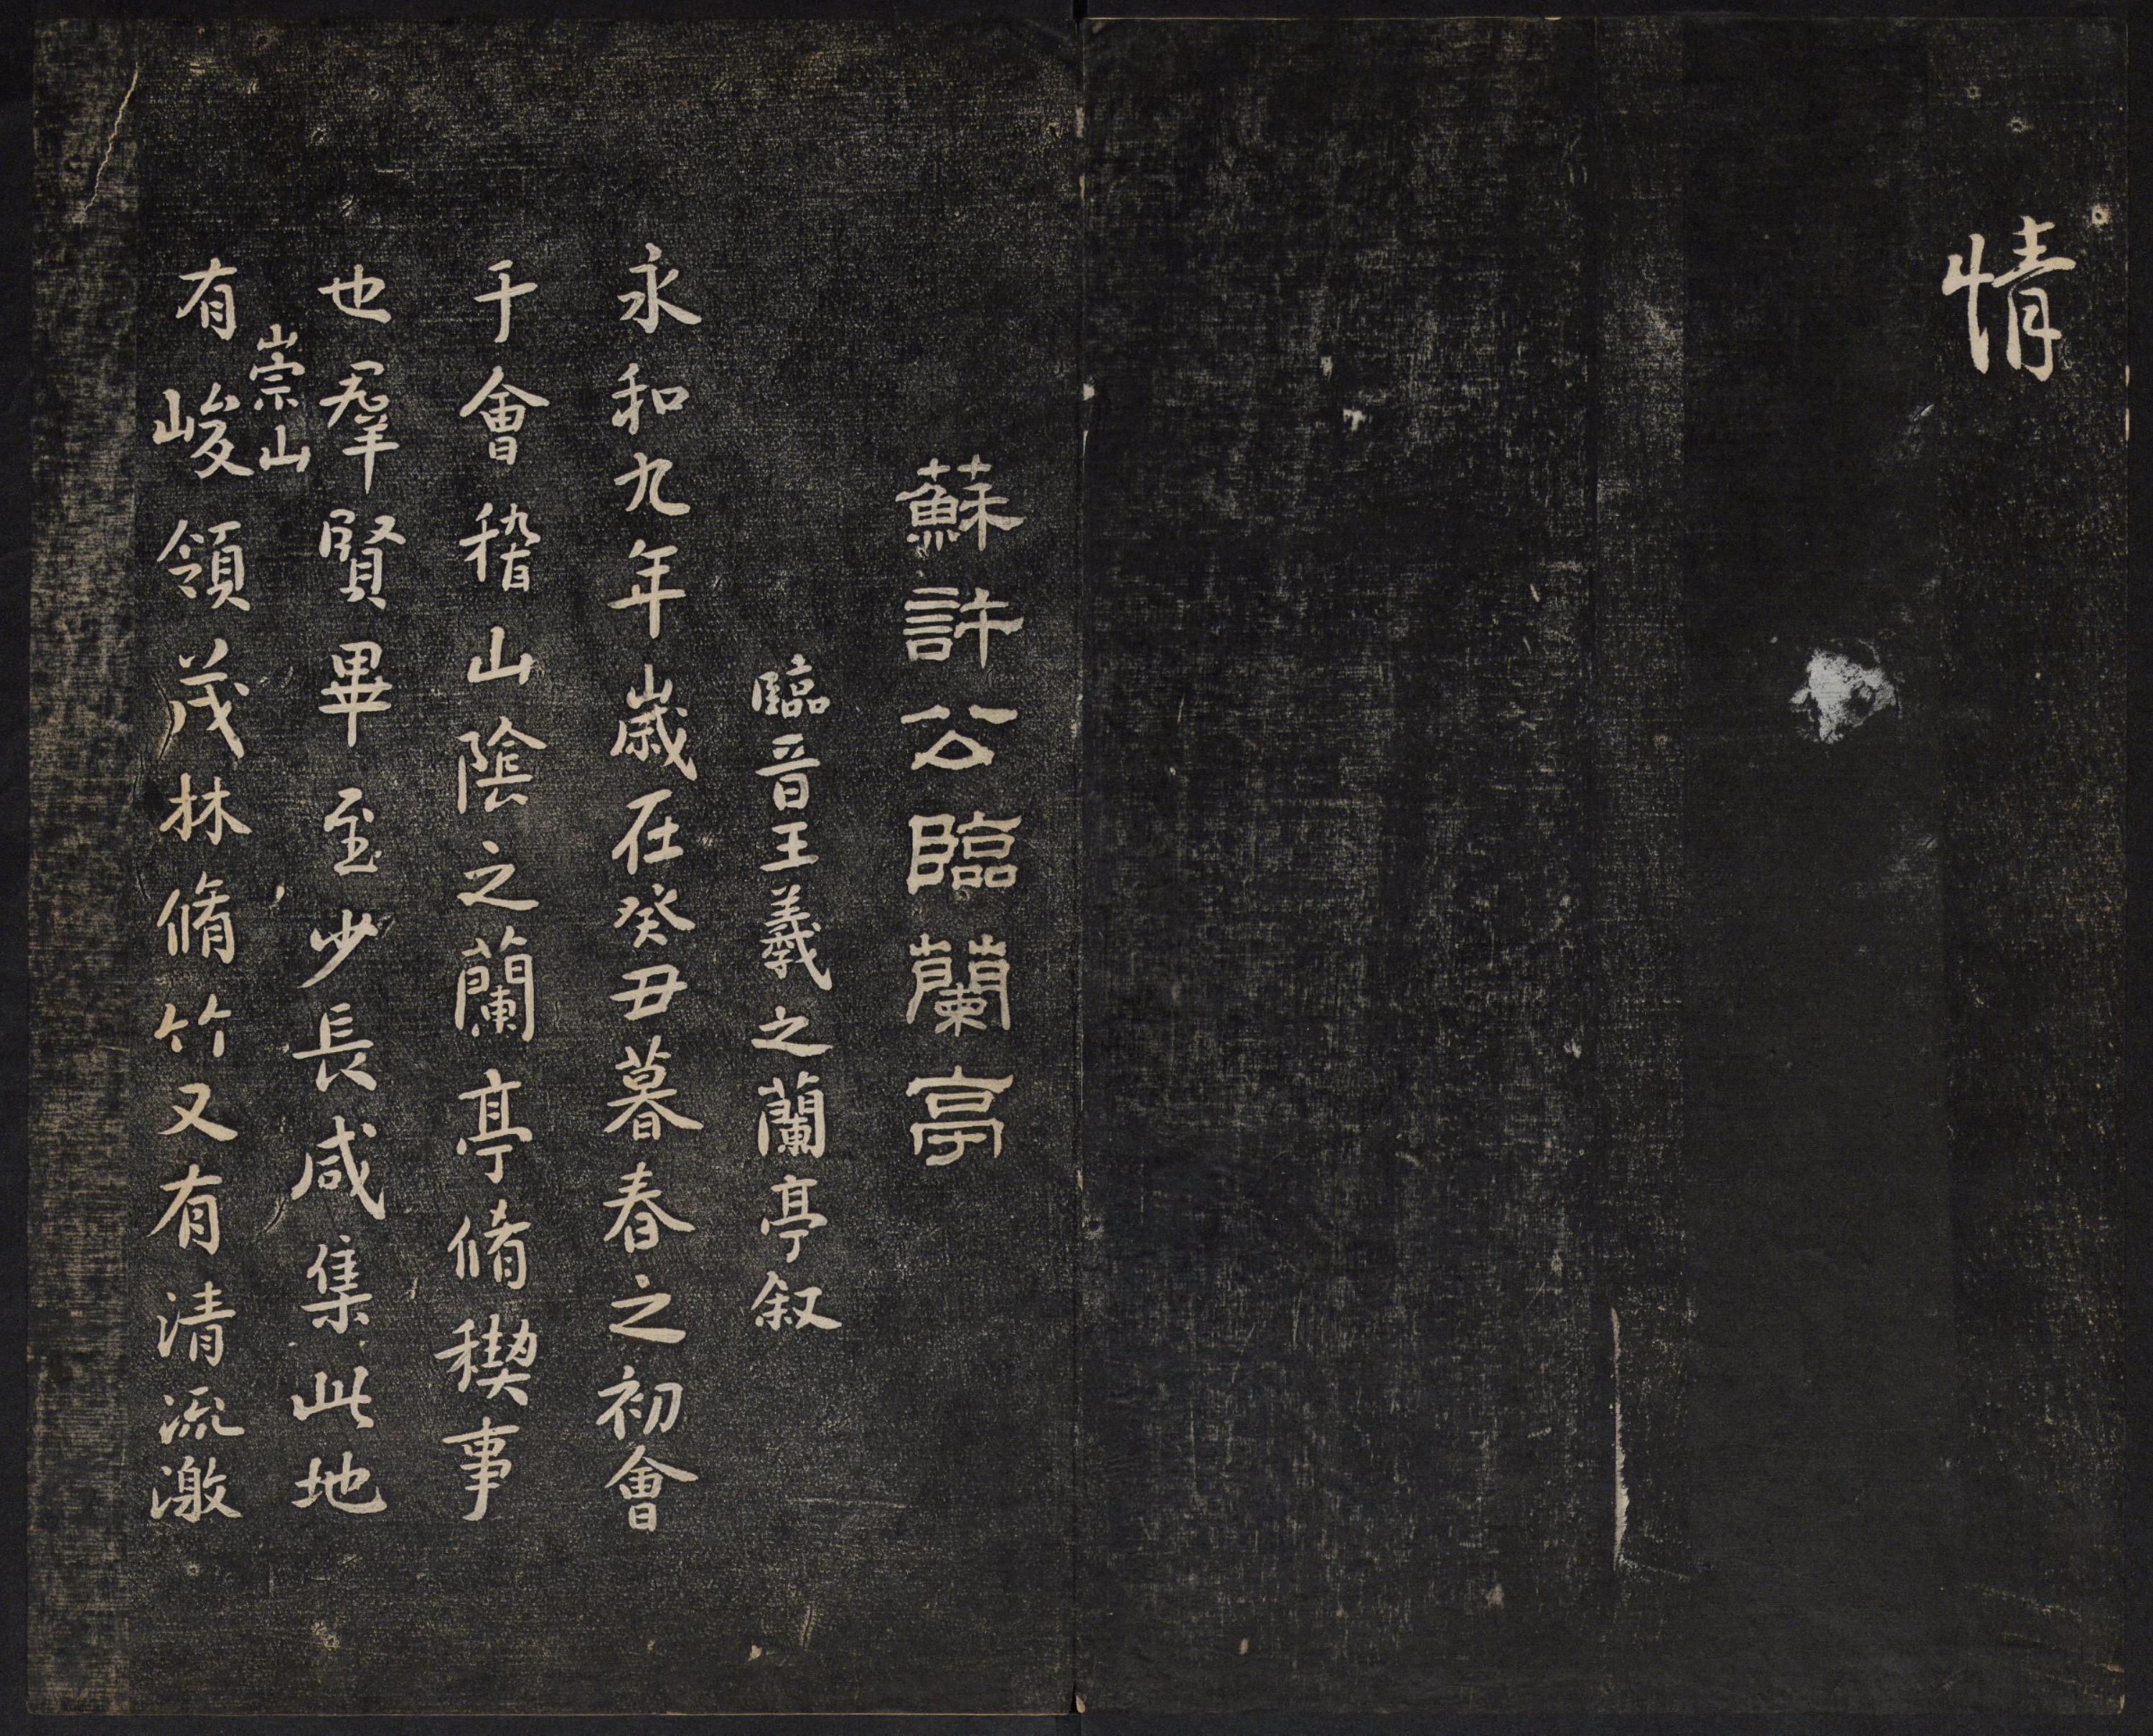 情
蘇許公臨蘭亭
臨晉王羲之蘭亭叙
永和九年歲在癸丑暮春之初會
于會稽山陰之蘭亭脩稧事
也羣賢畢至少長咸集此地
崇山
有峻領茂林脩竹又有清流激